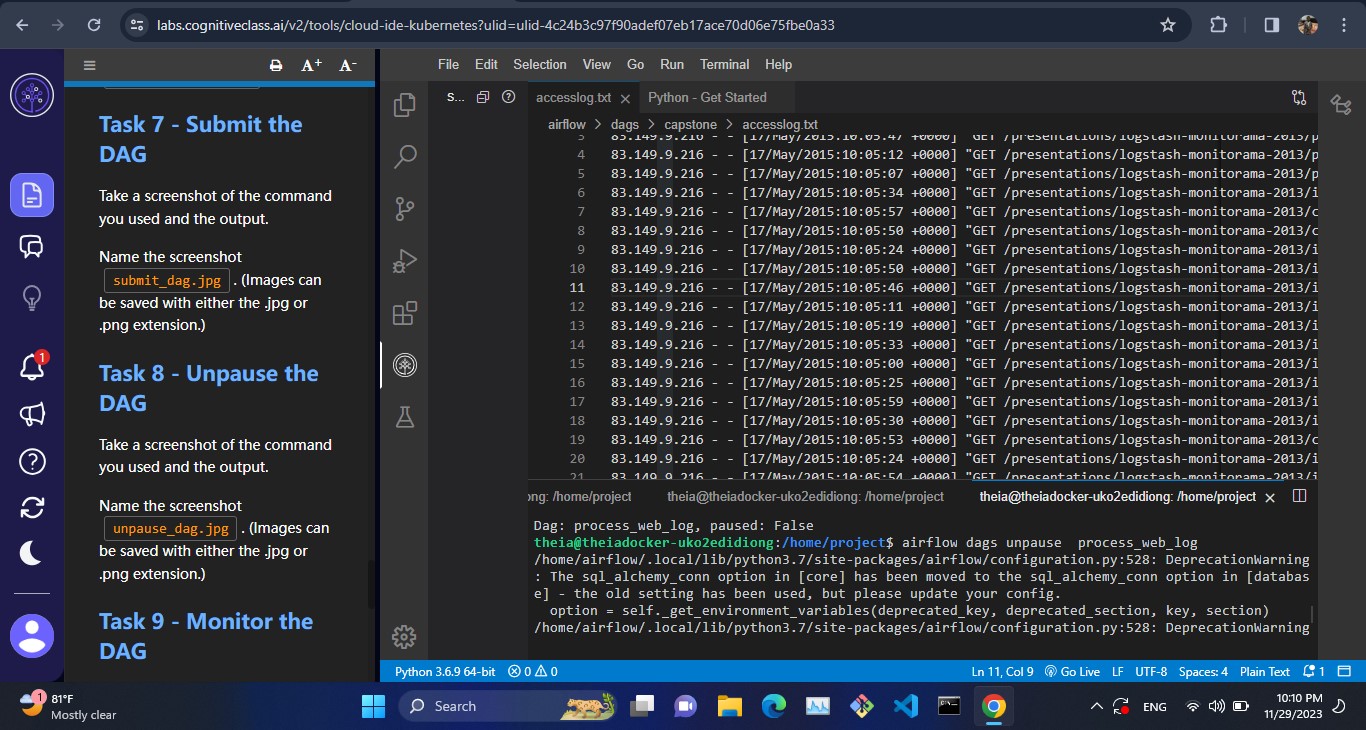 labs.cognitiveclass.ai/v2/tools/cloud-ide-kubernetes?ulid=ulid-4c24b3c97f90adef07eb17ace70d06e75fbe0a33
A+ A-
Task 7 - Submit the
DAG
Take a screenshot of the command
you used and the output.
Name the screenshot
submit_dag.jpg . (Images can
be saved with either the .jpg or
.png extension.)
Task 8 - Unpause the
DAG
Take a screenshot of the command
you used and the output.
Name the screenshot
unpause_dag.jpg . (Images can
be saved with either the .jpg or
.png extension.)
Task 9 - Monitor the
DAG
1
File Edit Selection View Go Run Terminal Help
S... accesslog.txt Python - Get Started
airflow > dags > capstone > accesslog.txt
3 83.149.9.216 - - [17/May/2015:10:05:47 +0000] "GET /presentations/logstash-monitorama-2013/p
4 83.149.9.216 - - [17/May/2015:10:05:12 +0000] "GET /presentations/logstash-monitorama-2013/p
5 83.149.9.216 - - [17/May/2015:10:05:07 +0000] "GET /presentations/logstash-monitorama-2013/p
6 83.149.9.216 - - [17/May/2015:10:05:34 +0000] "GET /presentations/logstash-monitorama-2013/i
7 83.149.9.216 - - [17/May/2015:10:05:57 +0000] "GET /presentations/logstash-monitorama-2013/c
8 83.149.9.216 - - [17/May/2015:10:05:50 +0000] "GET /presentations/logstash-monitorama-2013/c
9 83.149.9.216 - - [17/May/2015:10:05:24 +0000] "GET /presentations/logstash-monitorama-2013/i
10 83.149.9.216 - - [17/May/2015:10:05:50 +0000] "GET /presentations/logstash-monitorama-2013/i
11 83.149.9.216 - - [17/May/2015:10:05:46 +0000] "GET /presentations/logstash-monitorama-2013/i
12 83.149.9.216 - - [17/May/2015:10:05:11 +0000] "GET /presentations/logstash-monitorama-2013/i
13 83.149.9.216 - - [17/May/2015:10:05:19 +0000] "GET /presentations/logstash-monitorama-2013/i
14 83.149.9.216 - - [17/May/2015:10:05:33 +0000] "GET /presentations/logstash-monitorama-2013/i
15 83.149.9.216 - - [17/May/2015:10:05:00 +0000] "GET /presentations/logstash-monitorama-2013/i
16 83.149.9.216 - - [17/May/2015:10:05:25 +0000] "GET /presentations/logstash-monitorama-2013/i
17 83.149.9.216 - - [17/May/2015:10:05:59 +0000] "GET /presentations/logstash-monitorama-2013/i
18 83.149.9.216 - - [17/May/2015:10:05:30 +0000] "GET /presentations/logstash-monitorama-2013/i
19 83.149.9.216 - - [17/May/2015:10:05:53 +0000] "GET /presentations/logstash-monitorama-2013/c
20 83.149.9.216 - - [17/May/2015:10:05:24 +0000] "GET /presentations/logstash-monitorama-2013/i
21 83.149.9.216 - - [17/May/2015:10:05:54 +0000] "GET /presentations/logstash-monitorama-2013/i
ong: /home/project theia@theiadocker-uko2edidiong: /home/project theia@theiadocker-uko2edidiong: /home/project
Dag: process_web_log, paused: False
theia@theiadocker-uko2edidiong:/home/project$ airflow dags unpause  process_web_log
/home/airflow/.local/lib/python3.7/site-packages/airflow/configuration.py:528: DeprecationWarning
: The sql_alchemy_conn option in [core] has been moved to the sql_alchemy_conn option in [databas
e] - the old setting has been used, but please update your config.
option = self._get_environment_variables(deprecated_key, deprecated_section, key, section)
/home/airflow/.local/lib/python3.7/site-packages/airflow/configuration.py:528: DeprecationWarning
Python 3.6.9 64-bit 0 0 Ln 11, Col 9 Go Live LF UTF-8 Spaces: 4 Plain Text 1
1 81°F
Mostly clear
Search
ENG
10:10 PM
11/29/2023